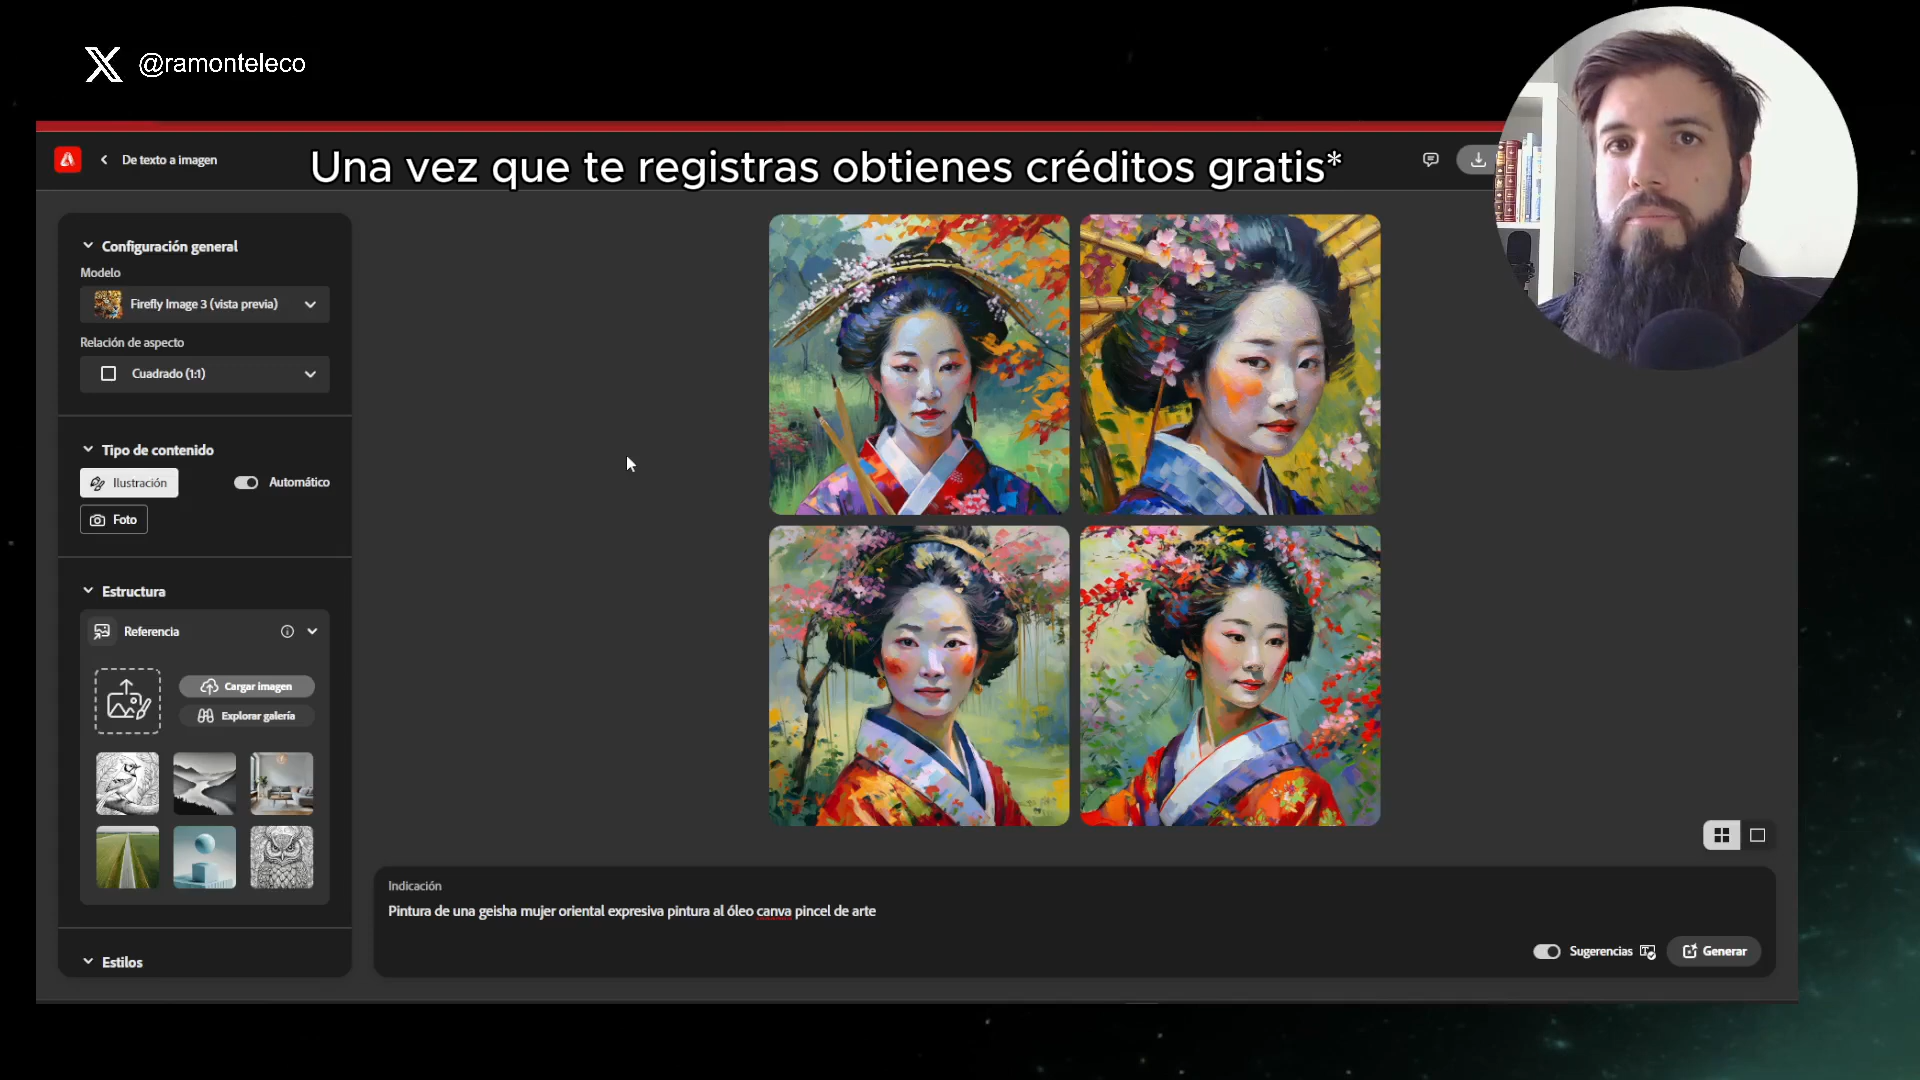 @ramonteleco
De texto a imagen
Una vez que te registras obtienes créditos gratis*
Configuración general
Modelo
Firefly Image 3 (vista previa)
Relación de aspecto
Cuadrado (1:1)
Tipo de contenido
Ilustración
Automático
Foto
Estructura
Referencia
Cargar imagen
Explorar galería
Estilos
Indicación
Pintura de una geisha mujer oriental expresiva pintura al óleo canva pincel de arte
Sugerencias
Generar